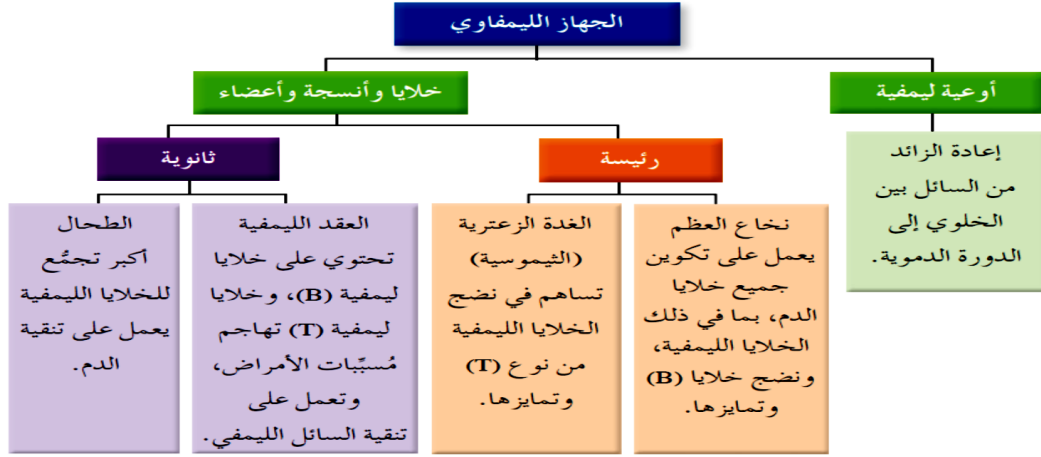 الجهاز الليمفاوي
أوعية ليمفية
خلايا وأنسجة وأعضاء
إعادة الزائد
من السائل بين
الخلوي إلى
الدورة الدموية.
رئيسة
ثانوية
نخاع العظم
يعمل على تكوين
جميع خلايا
الدم، بما في ذلك
الخلايا الليمفية،
ونضج خلايا (B)
وتمايزها.
الغدة الزعترية
(الثيموسية)
تساهم في نضج
الخلايا الليمفية
من نوع (T)
وتمايزها.
العقد الليمفية
تحتوي على خلايا
ليمفية (B)، وخلايا
ليمفية (T) تهاجم
مُسبِّبات الأمراض،
وتعمل على
تنقية السائل الليمفي.
الطحال
أكبر تجمُّع
للخلايا الليمفية
يعمل على تنقية
الدم.